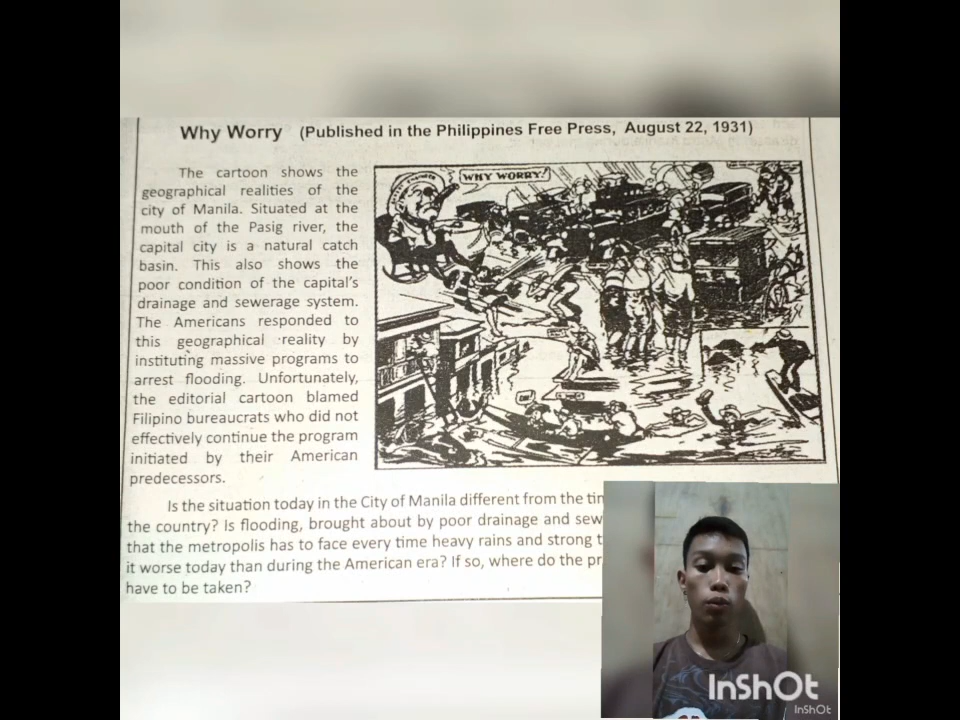 Why Worry (Published in the Philippines Free Press, August 22, 1931)
The cartoon shows the
geographical realities of the
city of Manila. Situated at the
mouth of the Pasig river, the
capital city is a natural catch
basin. This also shows the
poor condition of the capital's
drainage and sewerage system.
The Americans responded to
this geographical reality by
instituting massive programs to
arrest flooding. Unfortunately,
the editorial cartoon blamed
Filipino bureaucrats who did not
effectively continue the program
initiated by their American
predecessors.
WHY WORRY!
Is the situation today in the City of Manila different from the
the country? Is flooding, brought about by poor drainage and
that the metropolis has to face every time heavy rains and strong
it worse today than during the American era? If so, where do the
have to be taken?
InShOt
InShOt